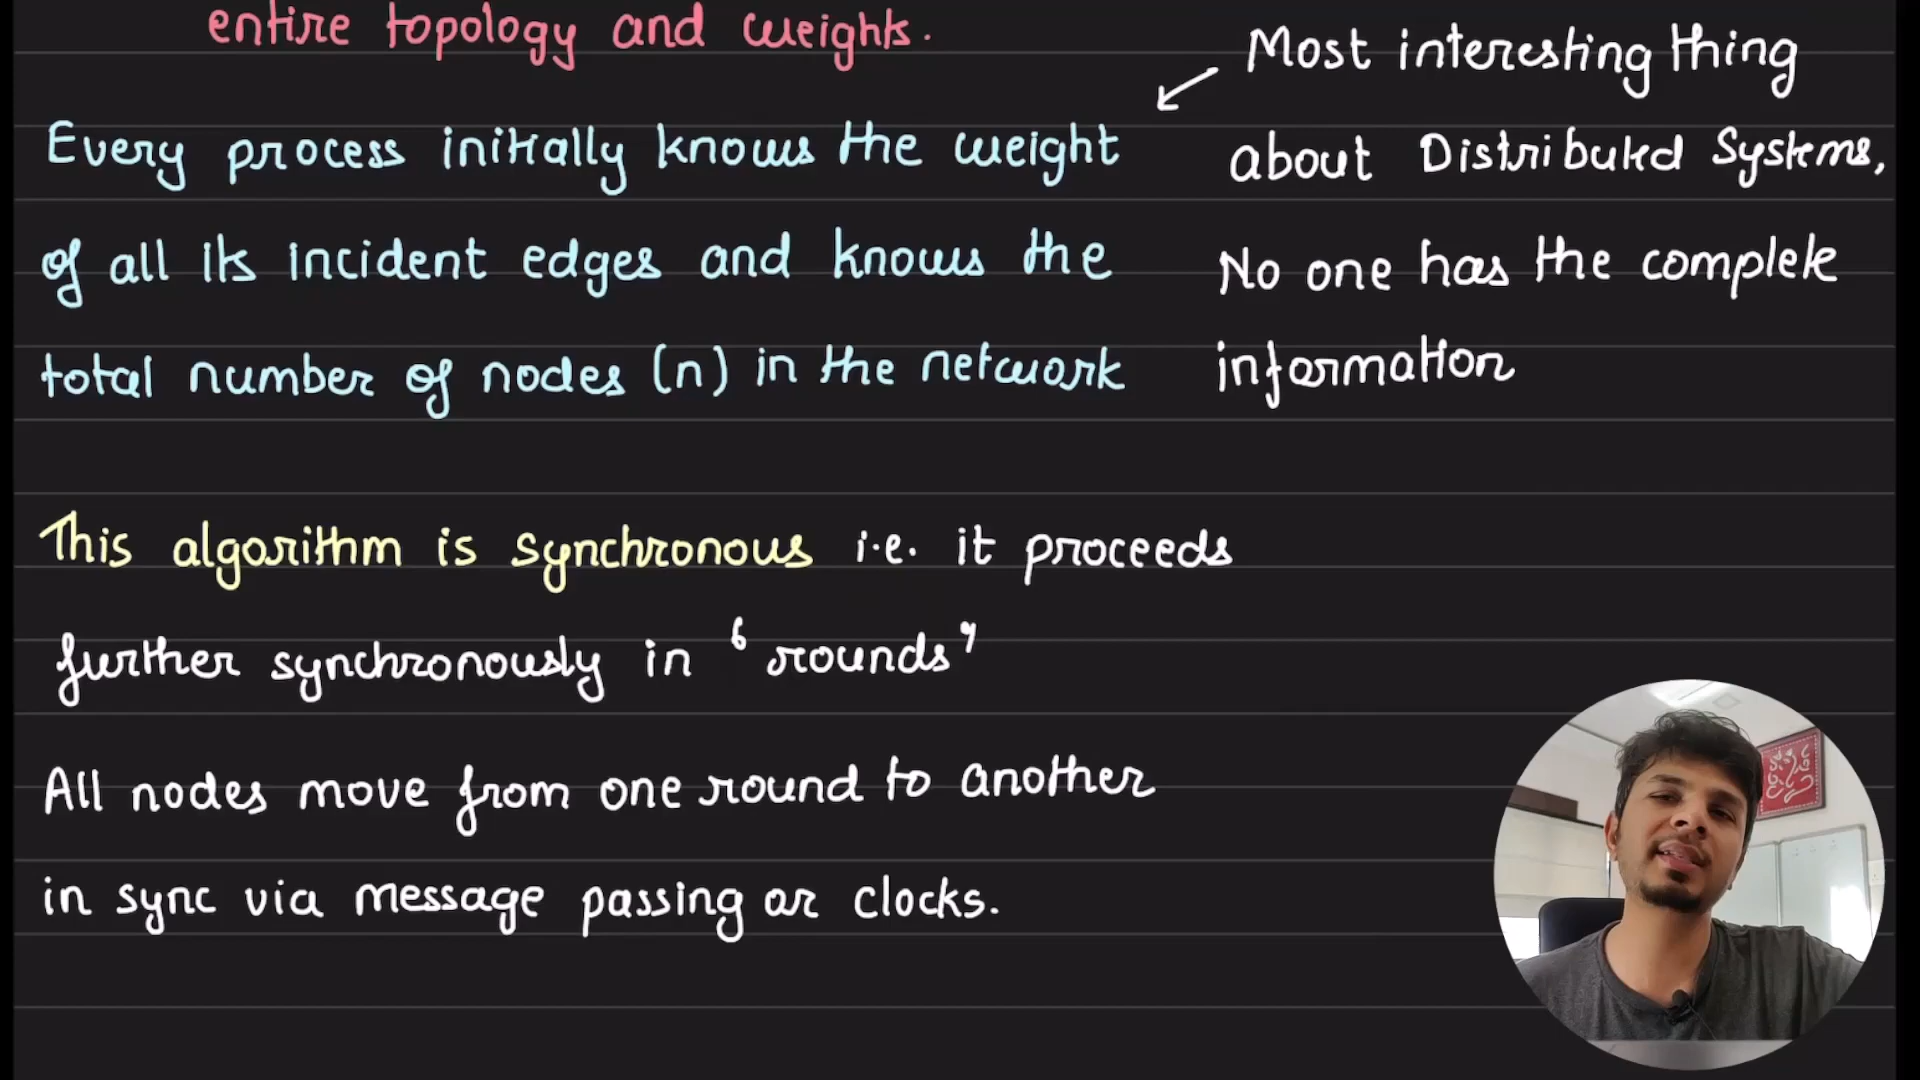 entire topology and weights.
Every process initially knows the weight
of all its incident edges and knows the
total number of nodes (n) in the network
Most interesting thing
about Distributed Systems,
No one has the complete
information
This algorithm is synchronous i.e. it proceeds
further synchronously in 'rounds'
All nodes move from one round to another
in sync via message passing or clocks.